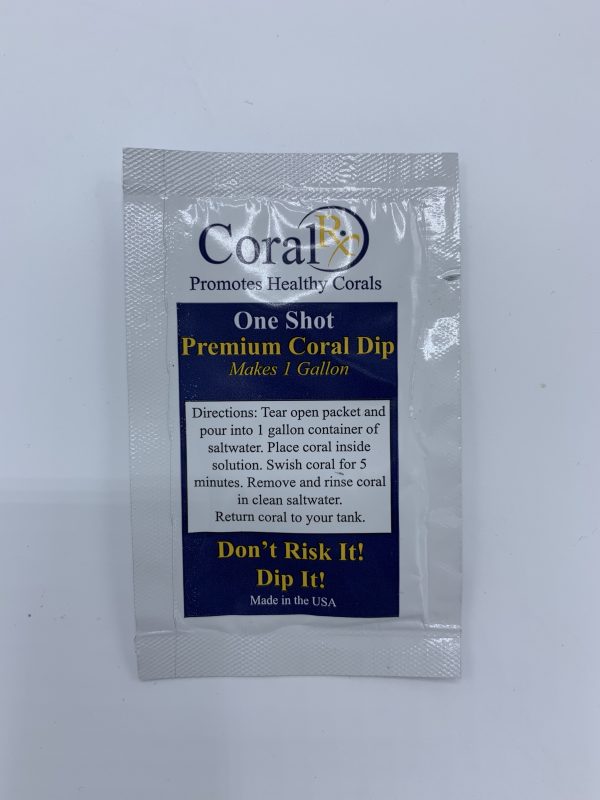 Coral Rx
Promotes Healthy Corals
One Shot
Premium Coral Dip
Makes 1 Gallon
Directions: Tear open packet and
pour into 1 gallon container of
saltwater. Place coral inside
solution. Swish coral for 5
minutes. Remove and rinse coral
in clean saltwater.
Return coral to your tank.
Don't Risk It!
Dip It!
Made in the USA